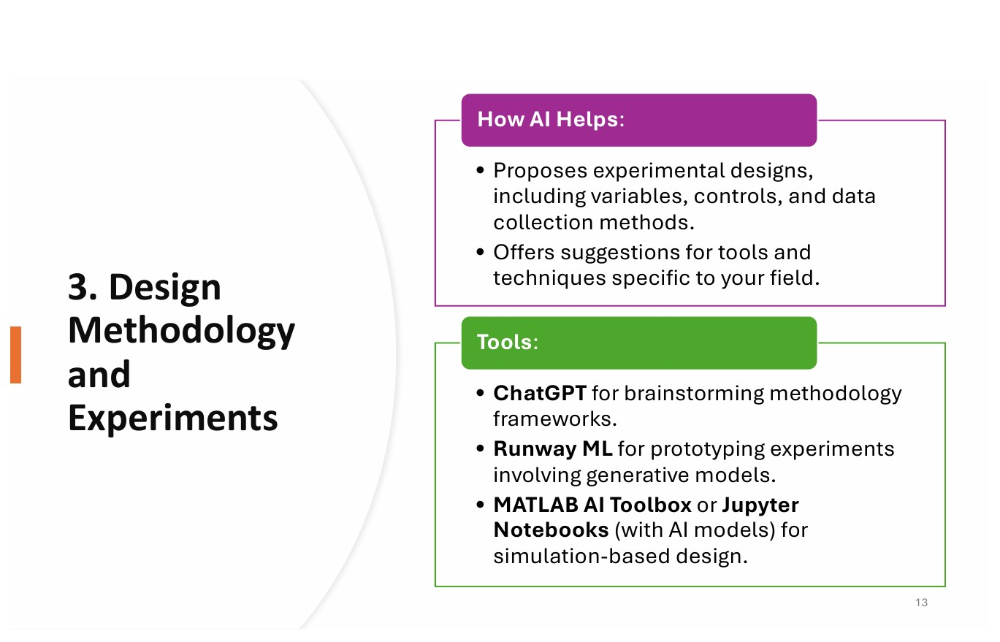 3. Design
Methodology
and
Experiments
How AI Helps:
• Proposes experimental designs,
including variables, controls, and data
collection methods.
• Offers suggestions for tools and
techniques specific to your field.
Tools:
• ChatGPT for brainstorming methodology
frameworks.
• Runway ML for prototyping experiments
involving generative models.
• MATLAB AI Toolbox or Jupyter
Notebooks (with AI models) for
simulation-based design.
13